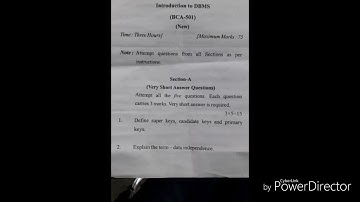 Introduction to DBMS
(BCA-501)
(New)
Time : Three Hours] [Maximum Marks : 75
Note : Attempt questions from all Sections as per
instructions.
Section-A
(Very Short Answer Questions)
Attempt all the five questions. Each question
carries 3 marks. Very short answer is required.
3×5=15
1. Define super keys, candidate keys and primary
keys.
2. Explain the term - data independence
CyberLink
by PowerDirector